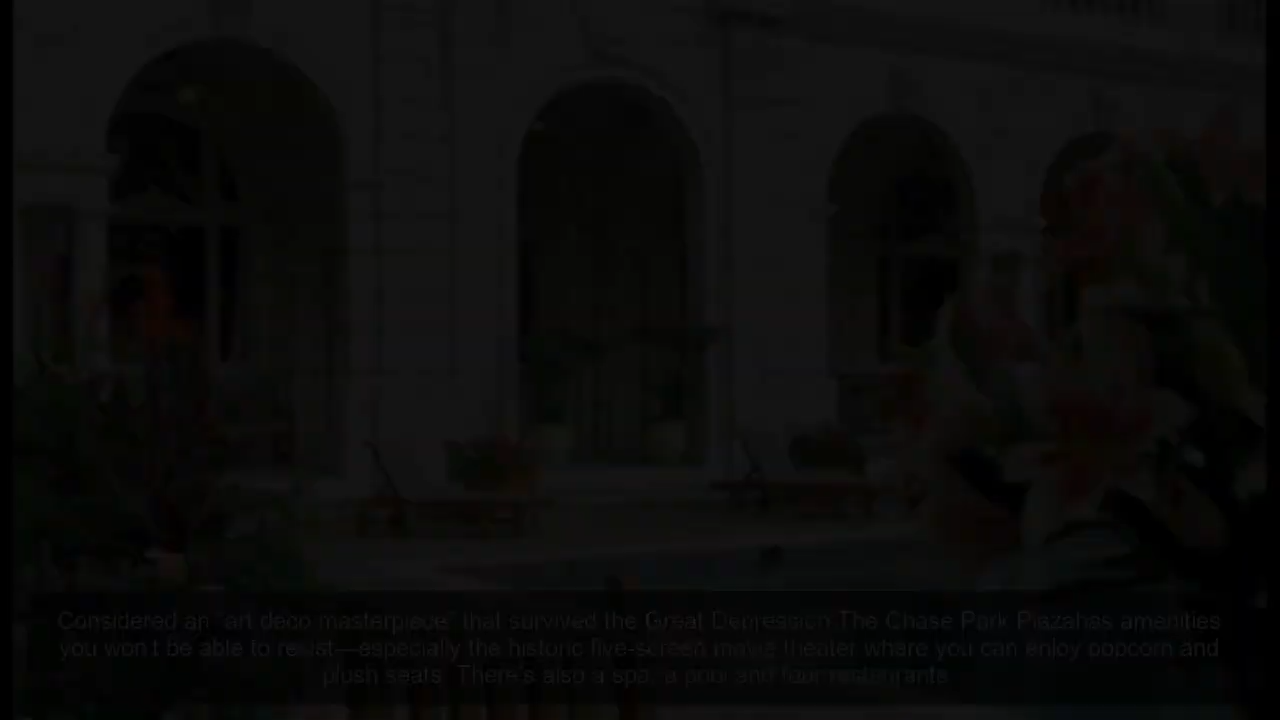 Considered an "art deco masterpiece" that survived the Great Depression The Chase Park Plazahas amenities
you won't be able to resist—especially the historic five-screen movie theater where you can enjoy popcorn and
plush seats. There's also a spa, a pool and four restaurants.